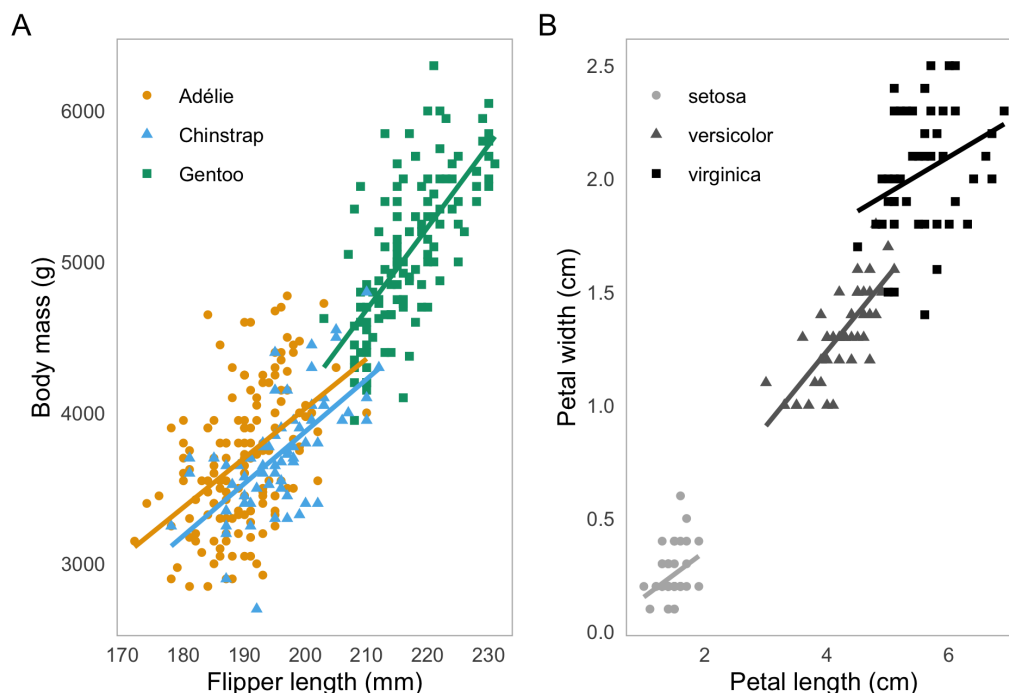 A
Adélie
Chinstrap
Gentoo
6000
5000
4000
3000
Body mass (g)
170 180 190 200 210 220 230
Flipper length (mm)
B
setosa
versicolor
virginica
2.5
2.0
1.5
1.0
0.5
0.0
Petal width (cm)
2 4 6
Petal length (cm)